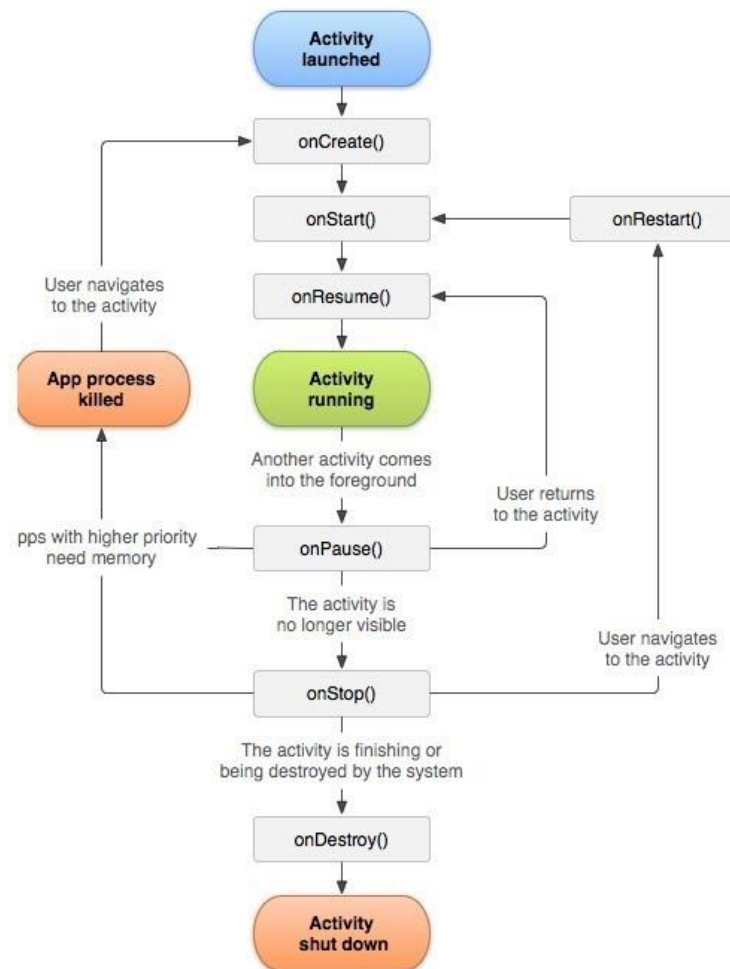 Activity
launched
onCreate()
onStart()
onRestart()
User navigates
to the activity
onResume()
App process
killed
Activity
running
Another activity comes
into the foreground
User returns
to the activity
pps with higher priority
need memory
onPause()
The activity is
no longer visible
User navigates
to the activity
onStop()
The activity is finishing or
being destroyed by the system
onDestroy()
Activity
shut down